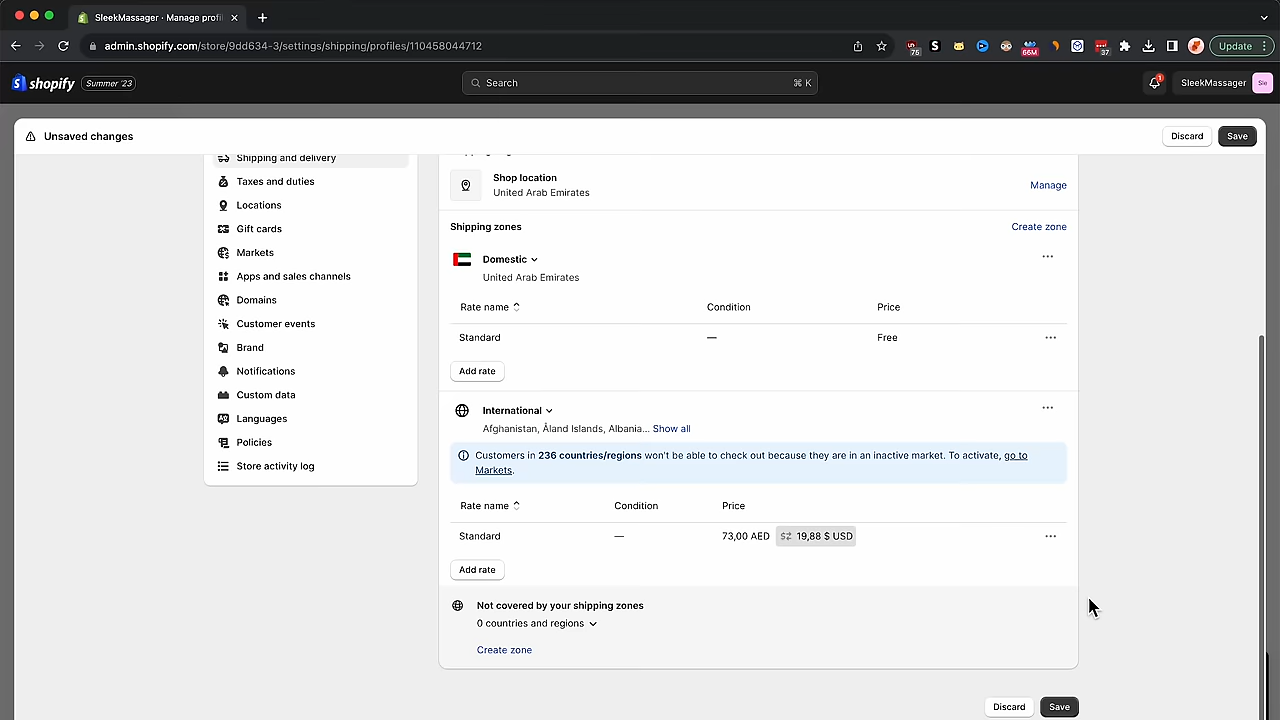 SleekMassager · Manage profil
admin.shopify.com/store/9dd634-3/settings/shipping/profiles/110458044712
75
66M
37
Update
shopify
Summer '23
Search
⌘ K
1
SleekMassager
Sle
Unsaved changes
Discard
Save
Shipping and delivery
Taxes and duties
Locations
Gift cards
Markets
Apps and sales channels
Domains
Customer events
Brand
Notifications
Custom data
Languages
Policies
Store activity log
Shop location
United Arab Emirates
Manage
Shipping zones
Create zone
Domestic
United Arab Emirates
Rate name
Condition
Price
Standard
—
Free
Add rate
International
Afghanistan, Åland Islands, Albania... Show all
Customers in 236 countries/regions won't be able to check out because they are in an inactive market. To activate, go to
Markets.
Rate name
Condition
Price
Standard
—
73,00 AED
19,88 $ USD
Add rate
Not covered by your shipping zones
0 countries and regions
Create zone
Discard
Save